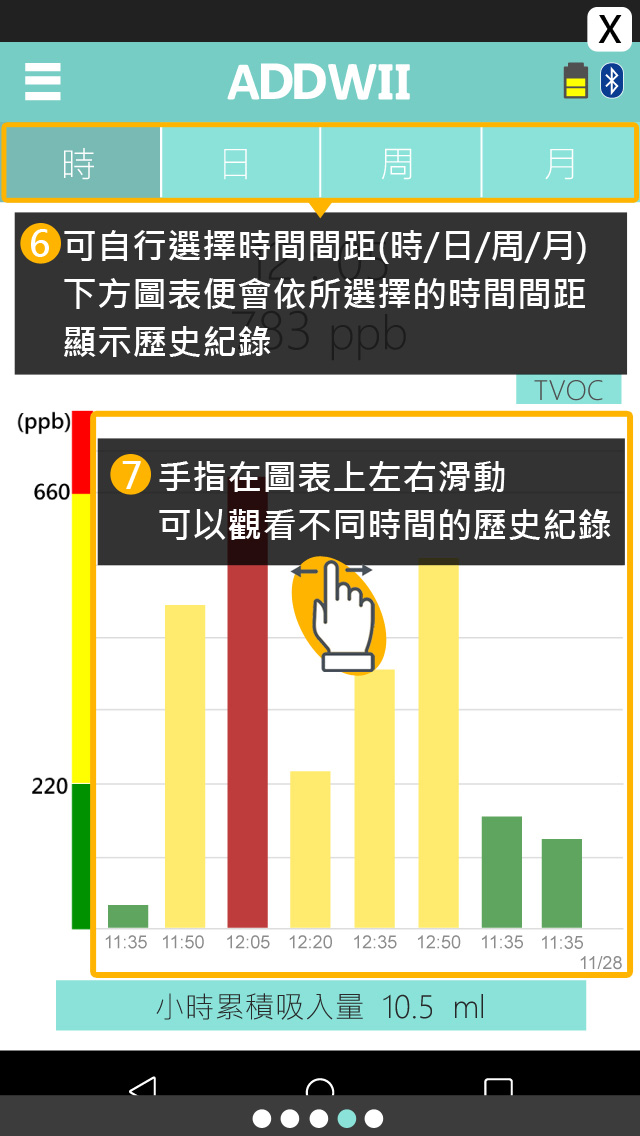 X
ADDWII
時 日 周 月
6 可自行選擇時間間距(時/日/周/月)
下方圖表便會依所選擇的時間間距
顯示歷史紀錄
12 : 05
783 ppb
TVOC
(ppb)
7 手指在圖表上左右滑動
可以觀看不同時間的歷史紀錄
660
220
11:35 11:50 12:05 12:20 12:35 12:50 11:35 11:35
11/28
小時累積吸入量 10.5 ml